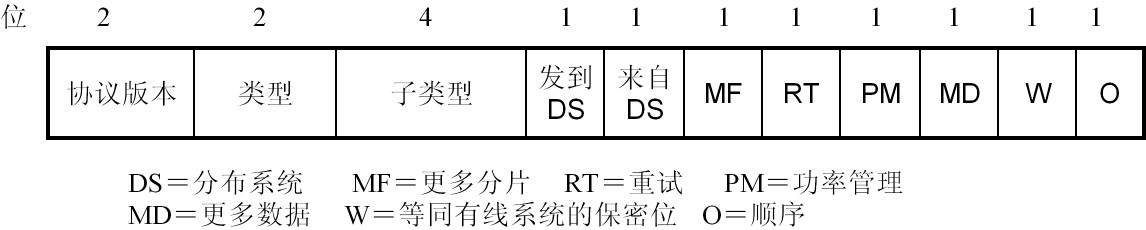 位 2 2 4 1 1 1 1 1 1 1 1
协议版本 类型 子类型 发到 来自 MF RT PM MD W O
DS DS
DS＝分布系统 MF＝更多分片 RT＝重试 PM＝功率管理
MD＝更多数据 W＝等同有线系统的保密位 O＝顺序